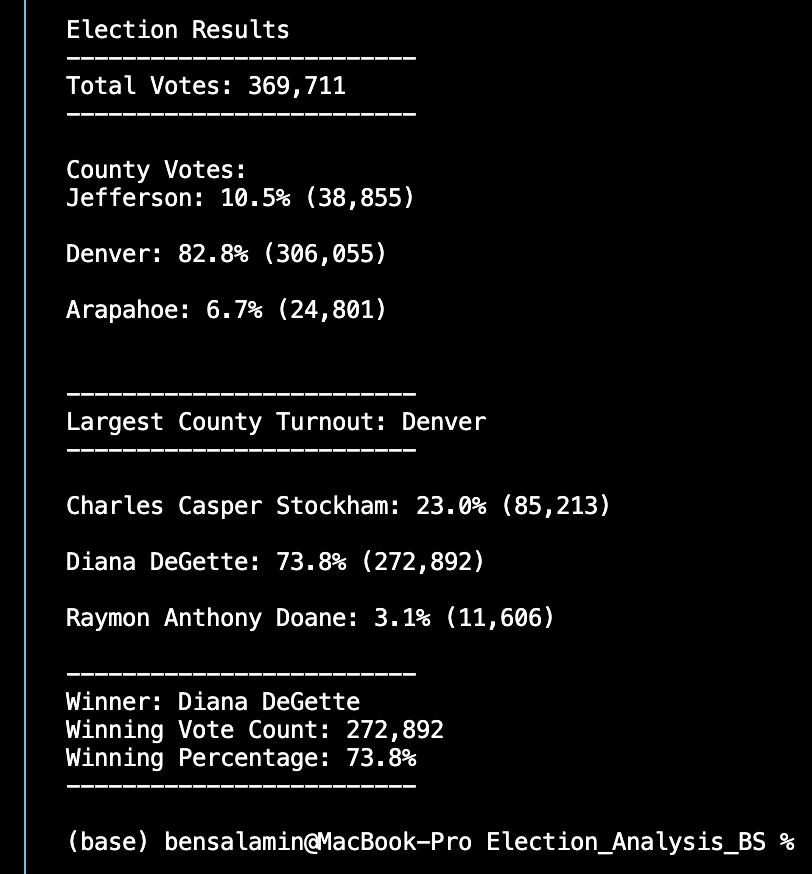 Election Results
-------------------------
Total Votes: 369,711
-------------------------
County Votes:
Jefferson: 10.5% (38,855)
Denver: 82.8% (306,055)
Arapahoe: 6.7% (24,801)
-------------------------
Largest County Turnout: Denver
-------------------------
Charles Casper Stockham: 23.0% (85,213)
Diana DeGette: 73.8% (272,892)
Raymon Anthony Doane: 3.1% (11,606)
-------------------------
Winner: Diana DeGette
Winning Vote Count: 272,892
Winning Percentage: 73.8%
-------------------------
(base) bensalamin@MacBook-Pro Election_Analysis_BS %